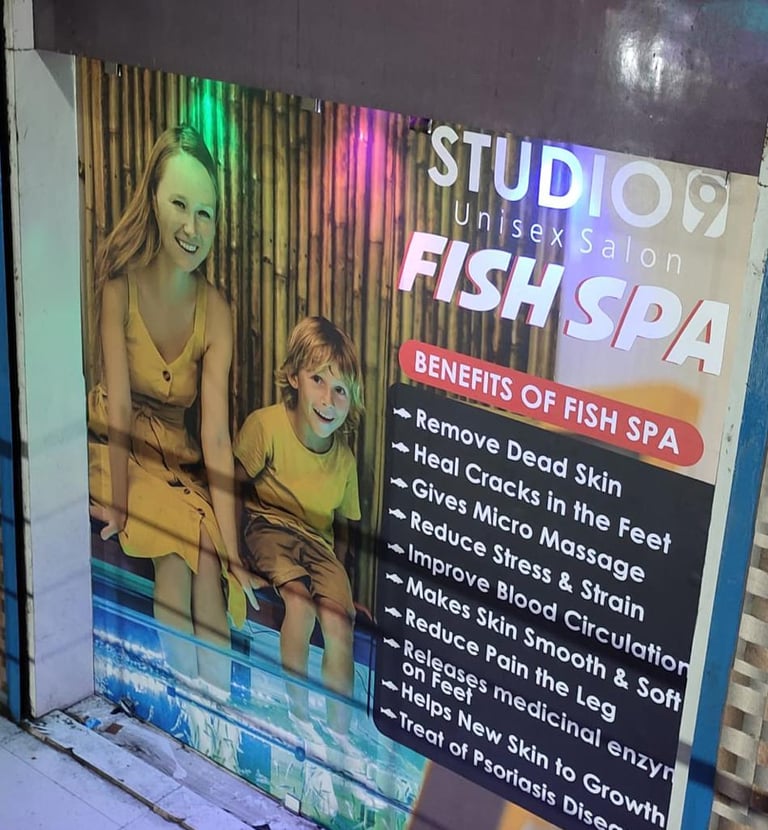 STUDIO 9
Unisex Salon
FISH SPA
BENEFITS OF FISH SPA
Remove Dead Skin
Heal Cracks in the Feet
Gives Micro Massage
Reduce Stress & Strain
Improve Blood Circulation
Makes Skin Smooth & Soft
Reduce Pain the Leg
Releases medicinal
on Feet
Helps New Skin to Growth
Treat of Psoriasis